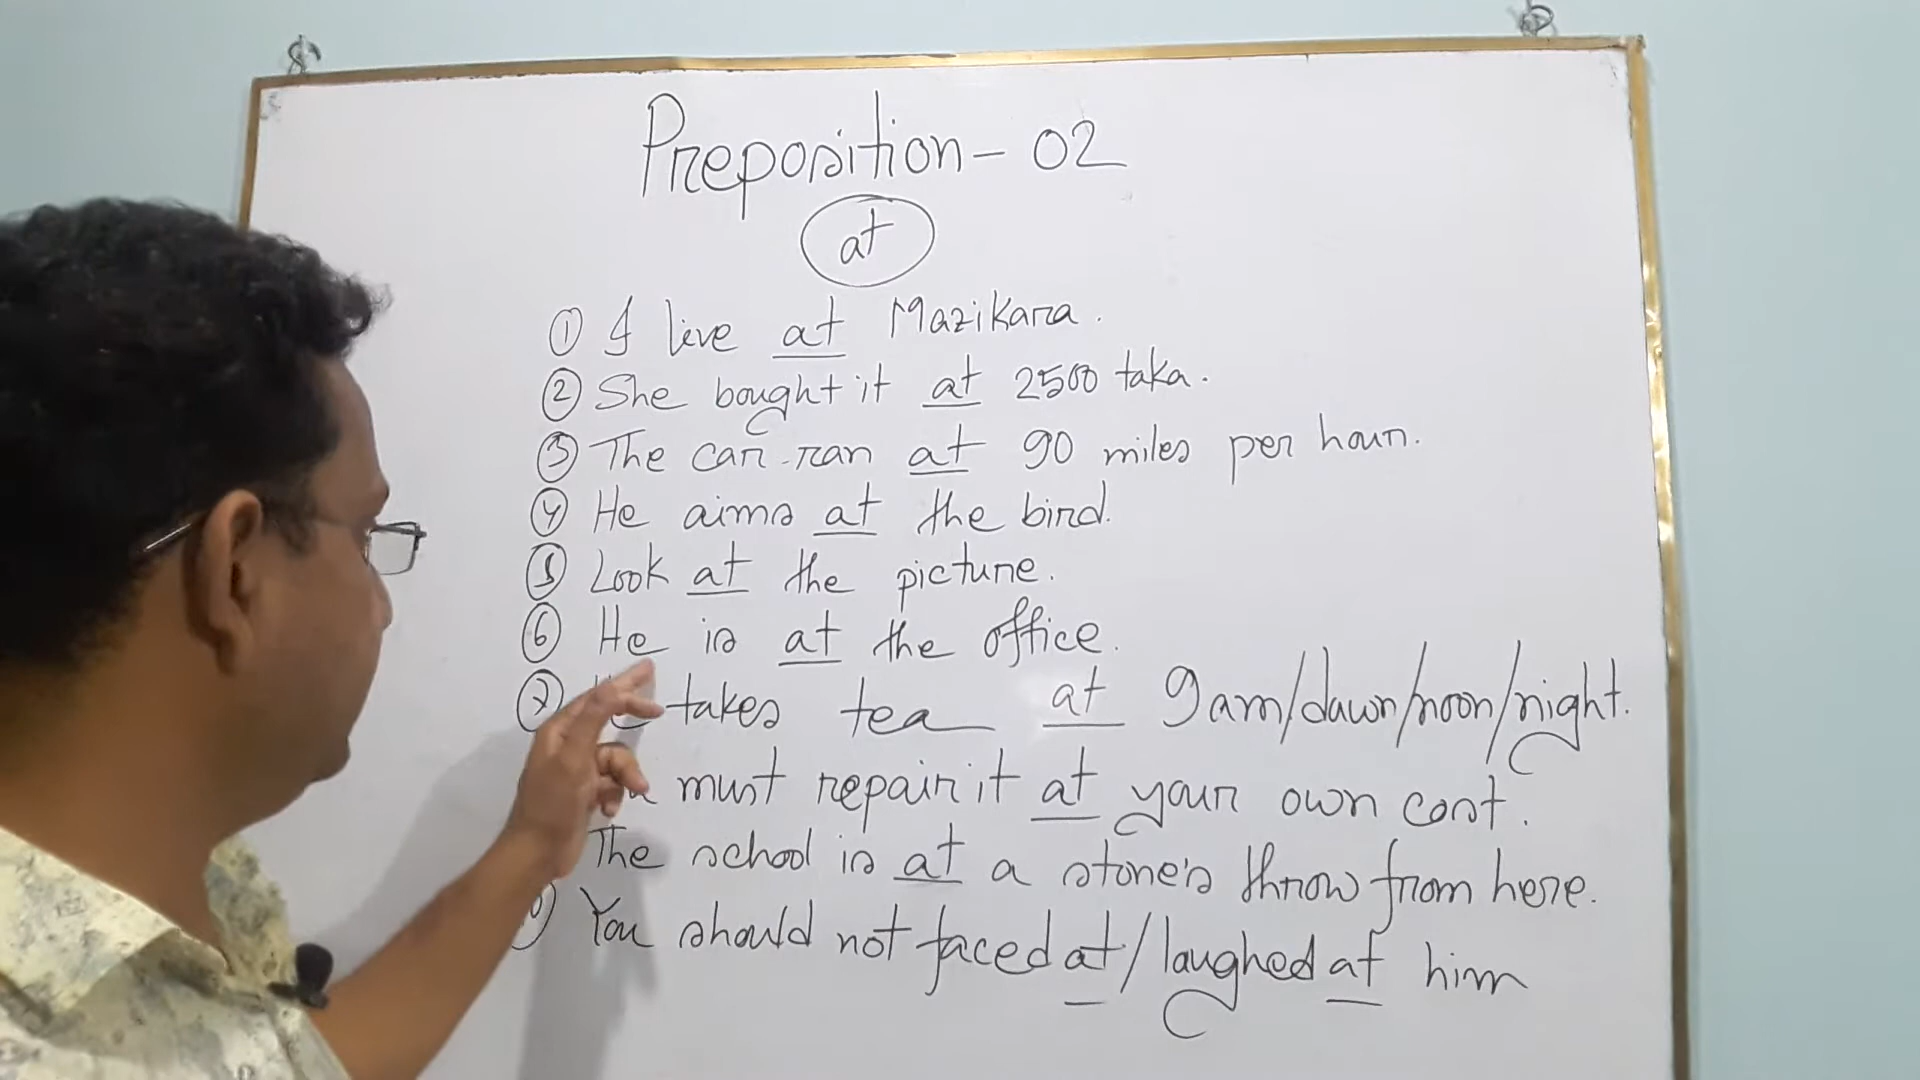 Preposition - 02
at
① I live at Mazikara.
② She bought it at 2500 taka.
③ The car ran at 90 miles per hour.
④ He aims at the bird.
⑤ Look at the picture.
⑥ He is at the office.
⑦ takes tea at 9am/dawn/noon/night.
must repair it at your own cost.
The school is at a stone's throw from here.
You should not faced at/laughed at him